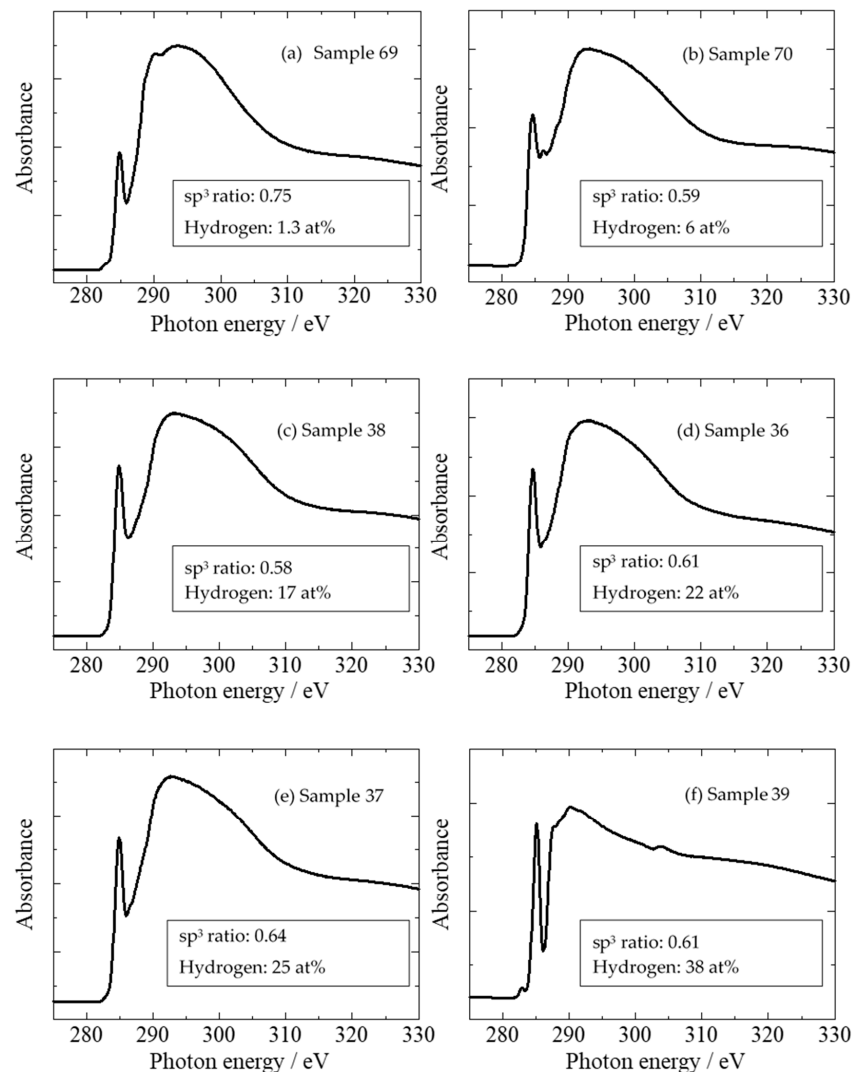 (a) Sample 69
Absorbance
sp³ ratio: 0.75
Hydrogen: 1.3 at%
280 290 300 310 320 330
Photon energy / eV
(b) Sample 70
Absorbance
sp³ ratio: 0.59
Hydrogen: 6 at%
280 290 300 310 320 330
Photon energy / eV
(c) Sample 38
Absorbance
sp³ ratio: 0.58
Hydrogen: 17 at%
280 290 300 310 320 330
Photon energy / eV
(d) Sample 36
Absorbance
sp³ ratio: 0.61
Hydrogen: 22 at%
280 290 300 310 320 330
Photon energy / eV
(e) Sample 37
Absorbance
sp³ ratio: 0.64
Hydrogen: 25 at%
280 290 300 310 320 330
Photon energy / eV
(f) Sample 39
Absorbance
sp³ ratio: 0.61
Hydrogen: 38 at%
280 290 300 310 320 330
Photon energy / eV